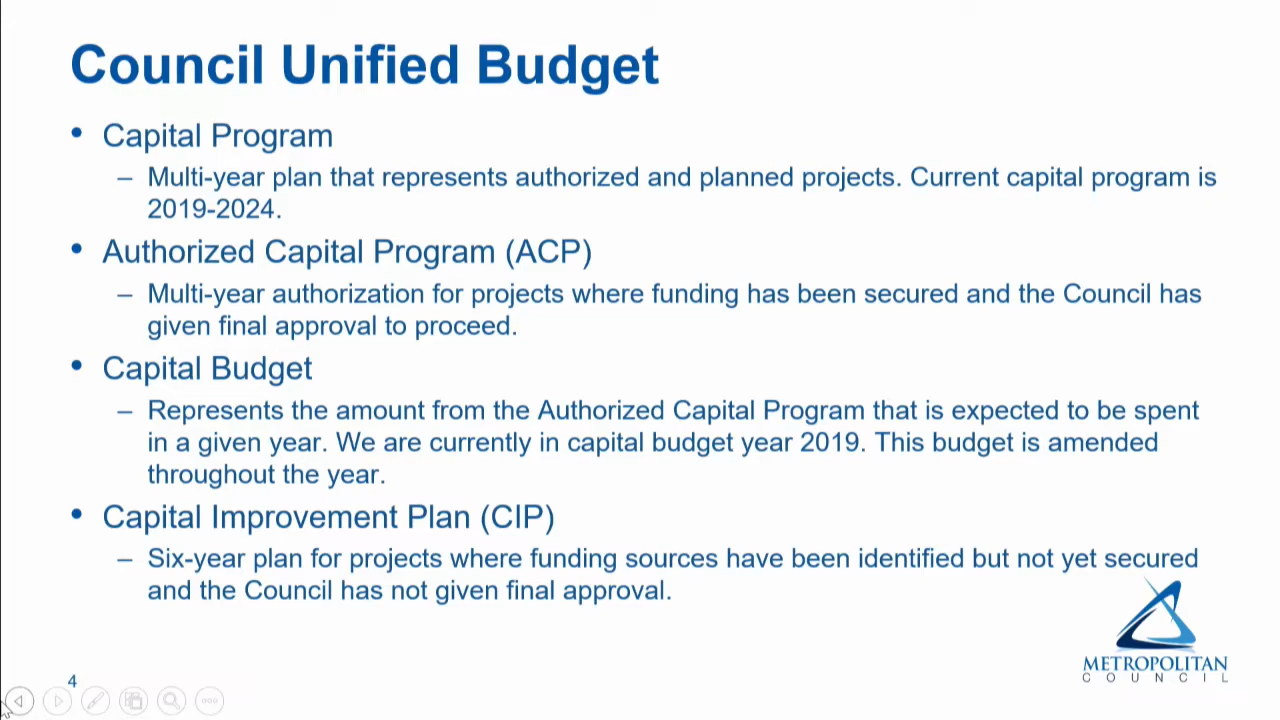 Council Unified Budget
• Capital Program
– Multi-year plan that represents authorized and planned projects. Current capital program is
2019-2024.
• Authorized Capital Program (ACP)
– Multi-year authorization for projects where funding has been secured and the Council has
given final approval to proceed.
• Capital Budget
– Represents the amount from the Authorized Capital Program that is expected to be spent
in a given year. We are currently in capital budget year 2019. This budget is amended
throughout the year.
• Capital Improvement Plan (CIP)
– Six-year plan for projects where funding sources have been identified but not yet secured
and the Council has not given final approval.
METROPOLITAN
COUNCIL
4